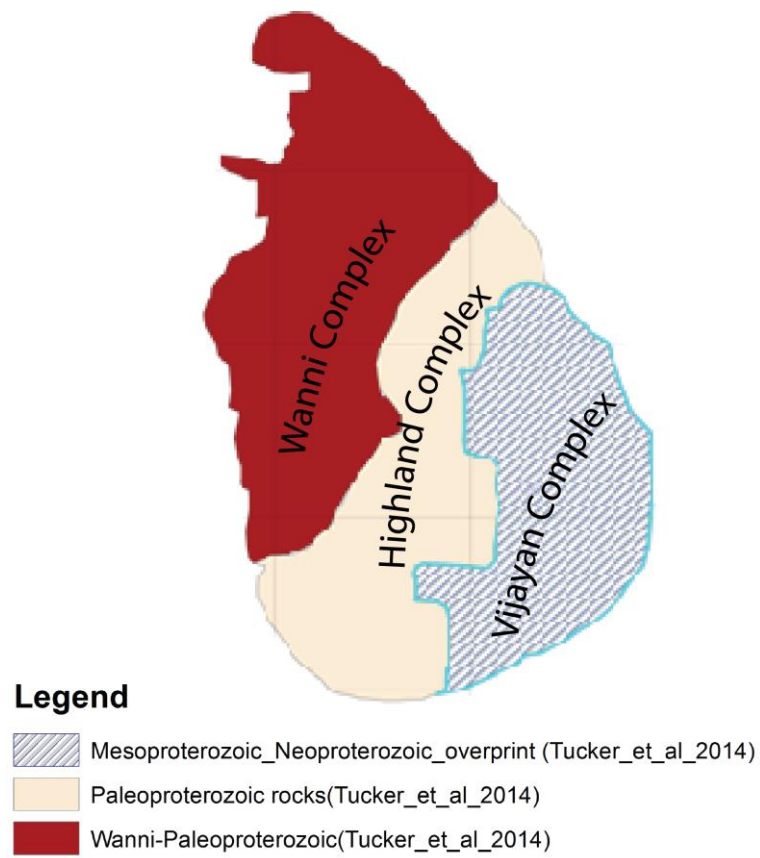 Wanni Complex
Highland Complex
Vijayan Complex
Legend
Mesoproterozoic_Neoproterozoic_overprint (Tucker_et_al_2014)
Paleoproterozoic rocks(Tucker_et_al_2014)
Wanni-Paleoproterozoic(Tucker_et_al_2014)